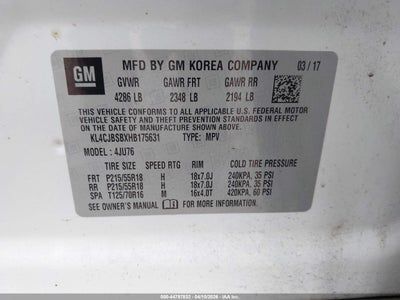 GM
MFD BY GM KOREA COMPANY 03 / 17
GVWR GAWR FRT GAWR RR
4286 LB 2348 LB 2194 LB
THIS VEHICLE CONFORMS TO ALL APPLICABLE U.S. FEDERAL MOTOR
VEHICLE SAFETY AND THEFT PREVENTION STANDARDS IN EFFECT
ON THE DATE OF MANUFACTURE SHOWN ABOVE.
KL4CJBSBXHB175631 TYPE: MPV
MODEL: 4JU76
TIRE SIZE SPEED RTG RIM COLD TIRE PRESSURE
FRT P215/55R18 H 18x7.0J 240KPA, 35 PSI
RR P215/55R18 H 18x7.0J 240KPA, 35 PSI
SPA T125/70R16 M 16x4.0T 420KPA, 60 PSI
SEE OWNER'S MANUAL FOR ADDITIONAL INFORMATION